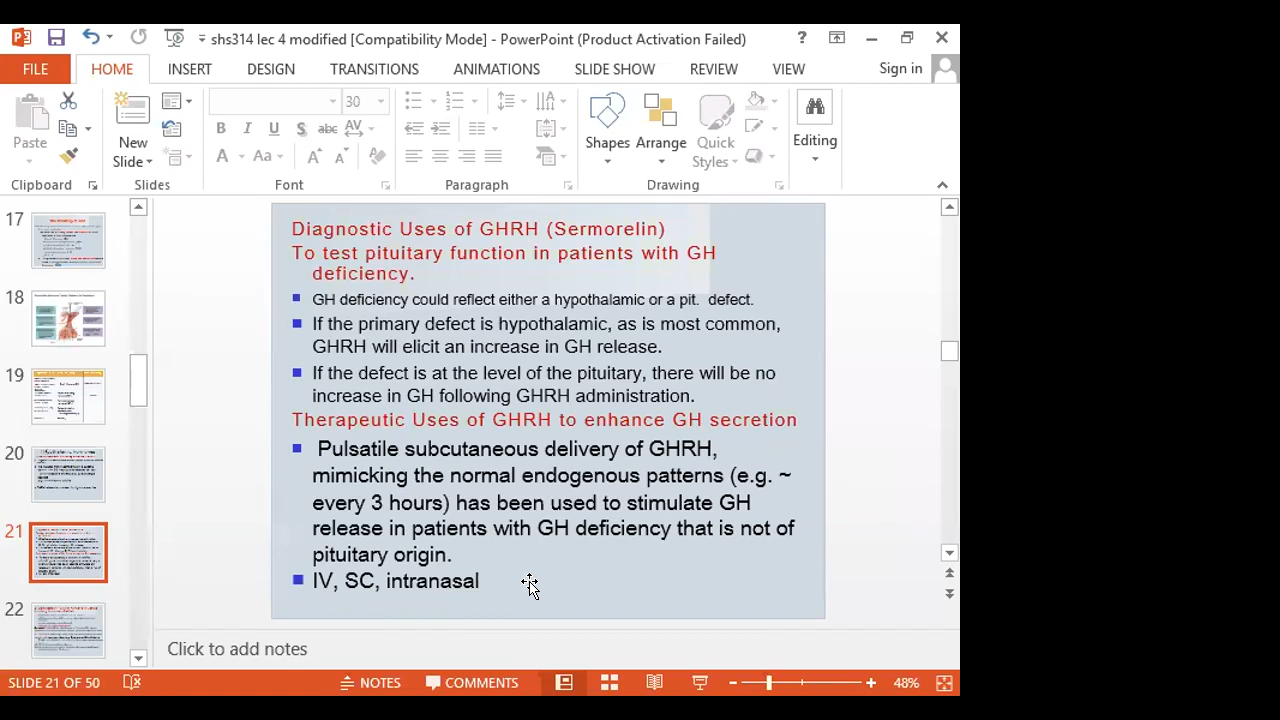 shs314 lec 4 modified [Compatibility Mode] - PowerPoint (Product Activation Failed)
FILE HOME INSERT DESIGN TRANSITIONS ANIMATIONS SLIDE SHOW REVIEW VIEW Sign in
Paste
New
Slide
30
B I U S abc AV
A Aa A A
Shapes Arrange Quick
Styles
Editing
Clipboard Slides Font Paragraph Drawing
17
18
19
20
21
22
Diagnostic Uses of GHRH (Sermorelin)
To test pituitary function in patients with GH
deficiency.
GH deficiency could reflect either a hypothalamic or a pit. defect.
If the primary defect is hypothalamic, as is most common,
GHRH will elicit an increase in GH release.
If the defect is at the level of the pituitary, there will be no
increase in GH following GHRH administration.
Therapeutic Uses of GHRH to enhance GH secretion
Pulsatile subcutaneous delivery of GHRH,
mimicking the normal endogenous patterns (e.g. ~
every 3 hours) has been used to stimulate GH
release in patients with GH deficiency that is not of
pituitary origin.
IV, SC, intranasal
Click to add notes
SLIDE 21 OF 50 NOTES COMMENTS 48%